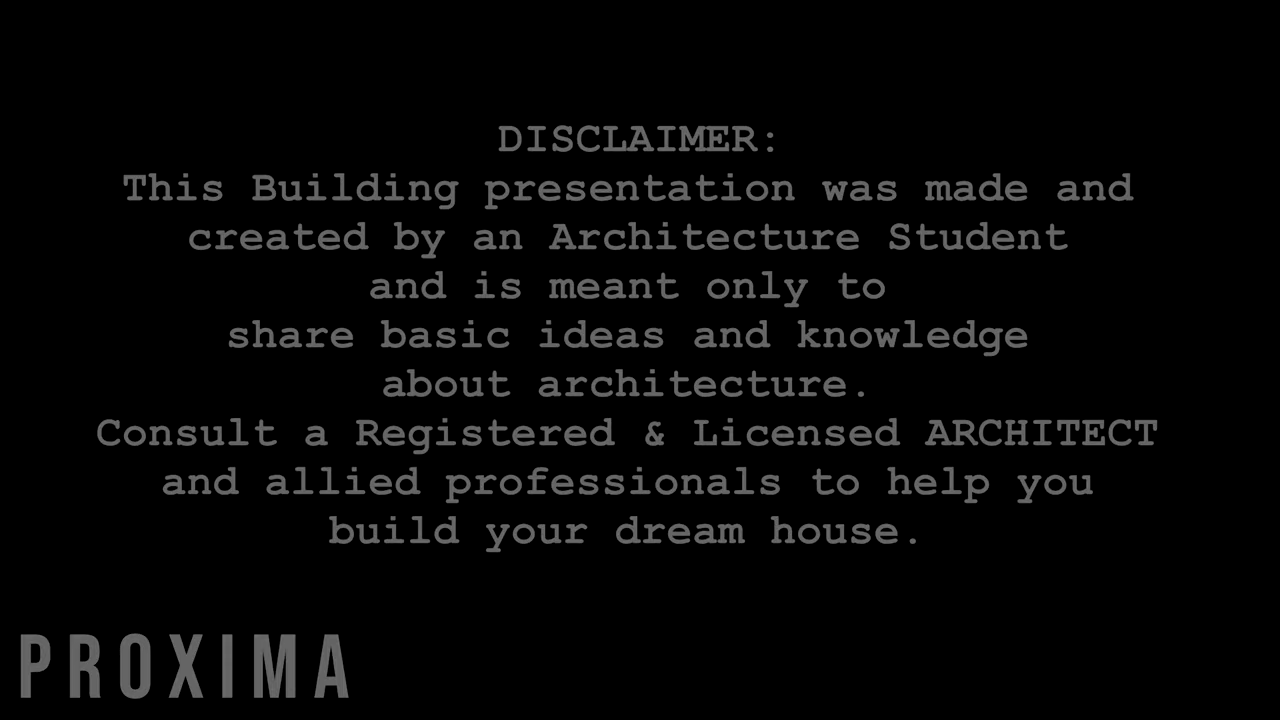 DISCLAIMER:
This Building presentation was made and
created by an Architecture Student
and is meant only to
share basic ideas and knowledge
about architecture.
Consult a Registered & Licensed ARCHITECT
and allied professionals to help you
build your dream house.
PROXIMA